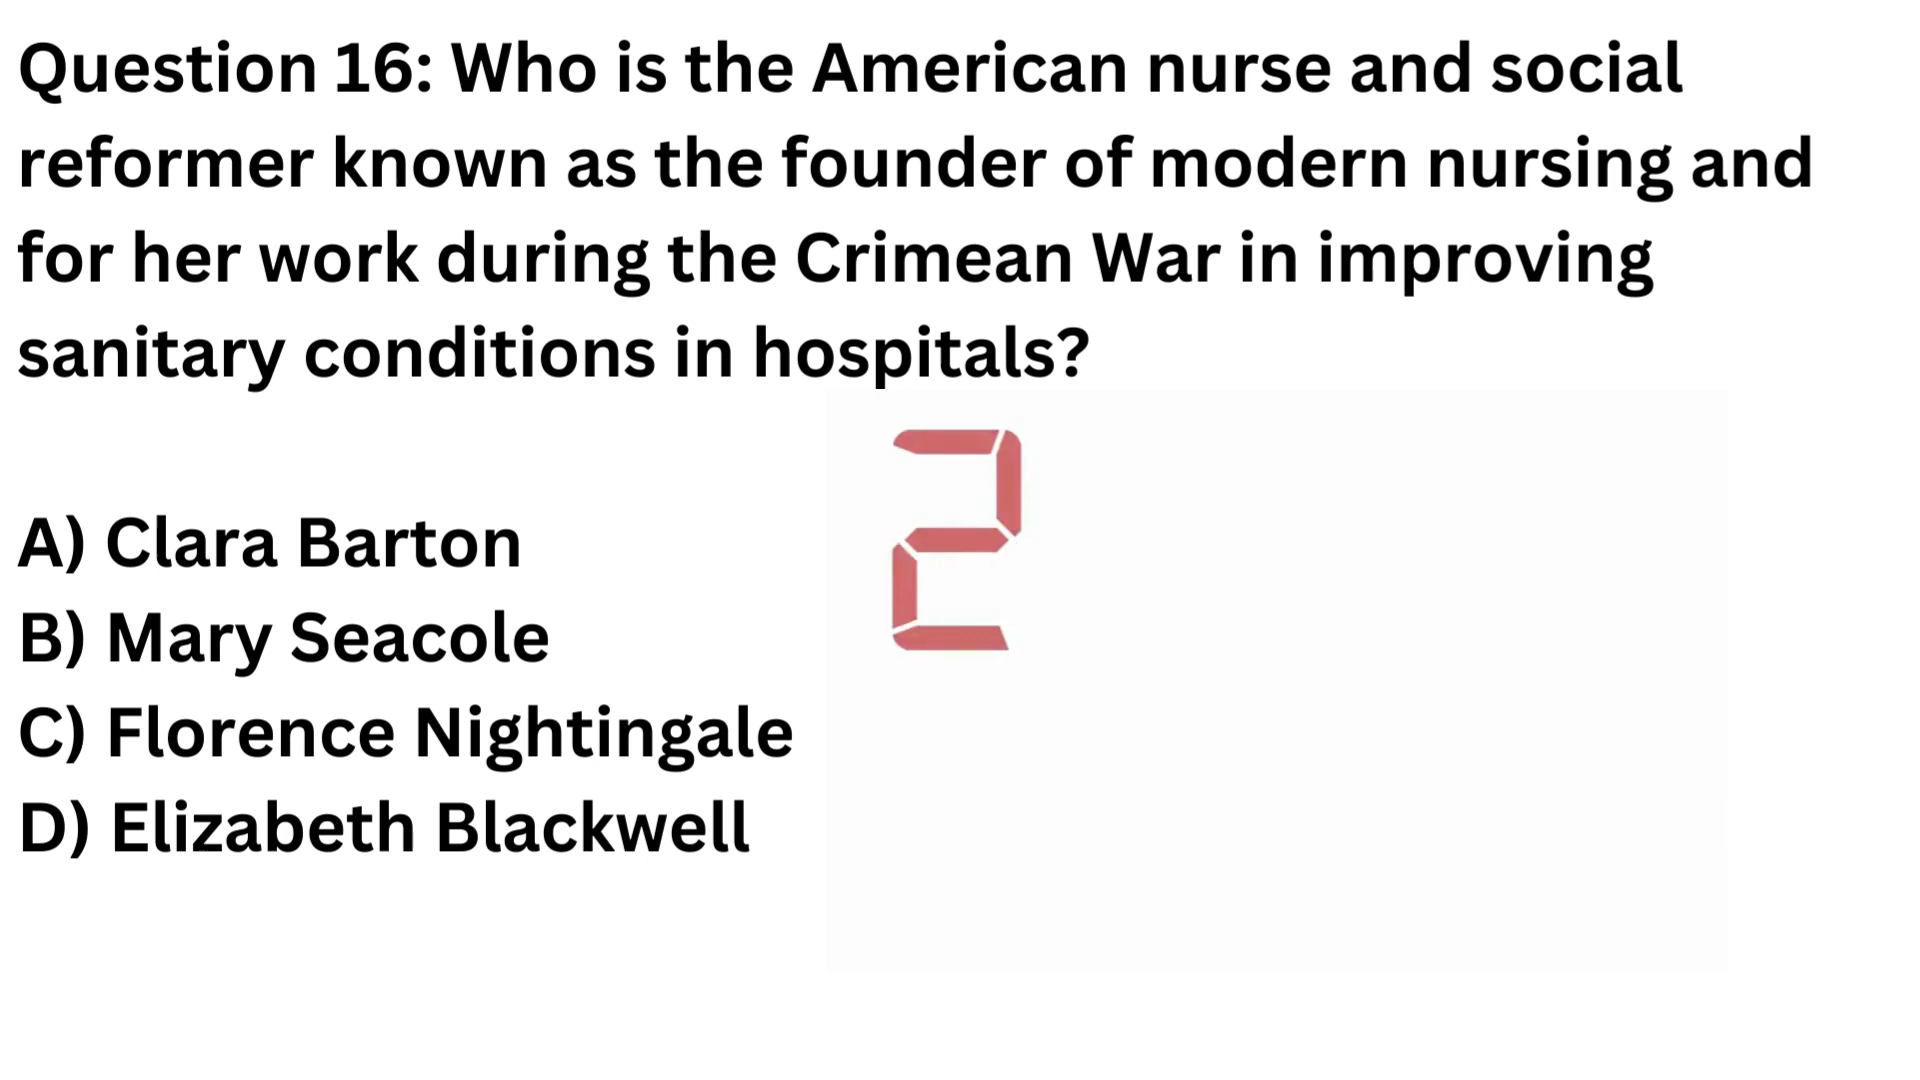 Question 16: Who is the American nurse and social
reformer known as the founder of modern nursing and
for her work during the Crimean War in improving
sanitary conditions in hospitals?
2
A) Clara Barton
B) Mary Seacole
C) Florence Nightingale
D) Elizabeth Blackwell